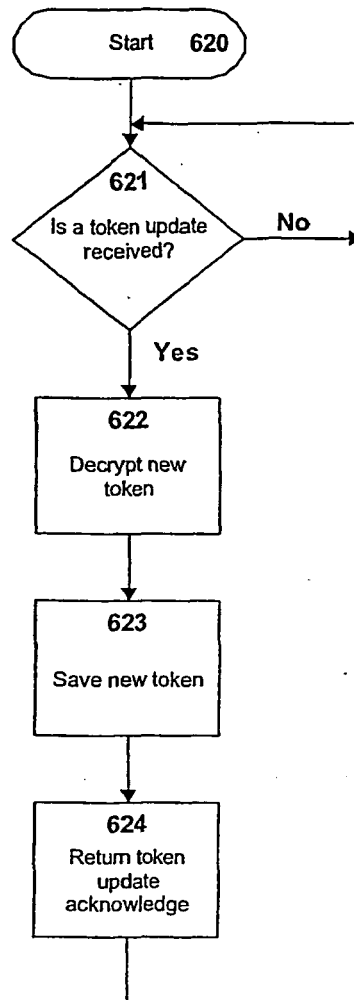 Start 620
621
Is a token update
received?
No
Yes
622
Decrypt new
token
623
Save new token
624
Return token
update
acknowledge